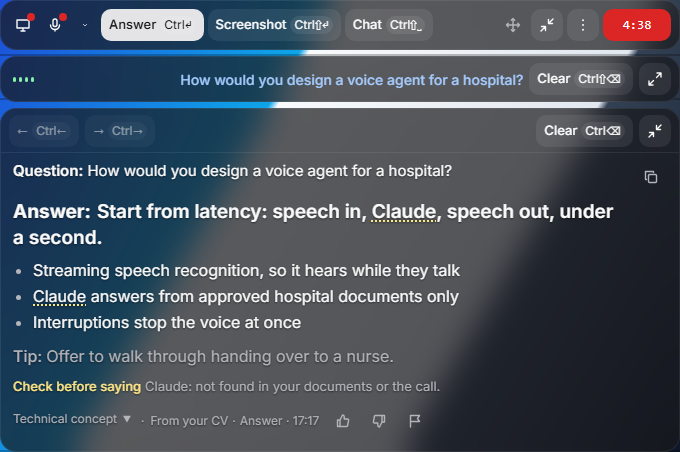 Answer Ctrl↵ Screenshot Ctrl⇧↵ Chat Ctrl⇧⎵ 4:38
How would you design a voice agent for a hospital? Clear Ctrl⇧⌫
← Ctrl← → Ctrl→ Clear Ctrl⌫
Question: How would you design a voice agent for a hospital?
Answer: Start from latency: speech in, Claude, speech out, under
a second.
• Streaming speech recognition, so it hears while they talk
• Claude answers from approved hospital documents only
• Interruptions stop the voice at once
Tip: Offer to walk through handing over to a nurse.
Check before saying Claude: not found in your documents or the call.
Technical concept ▼ · From your CV · Answer · 17:17